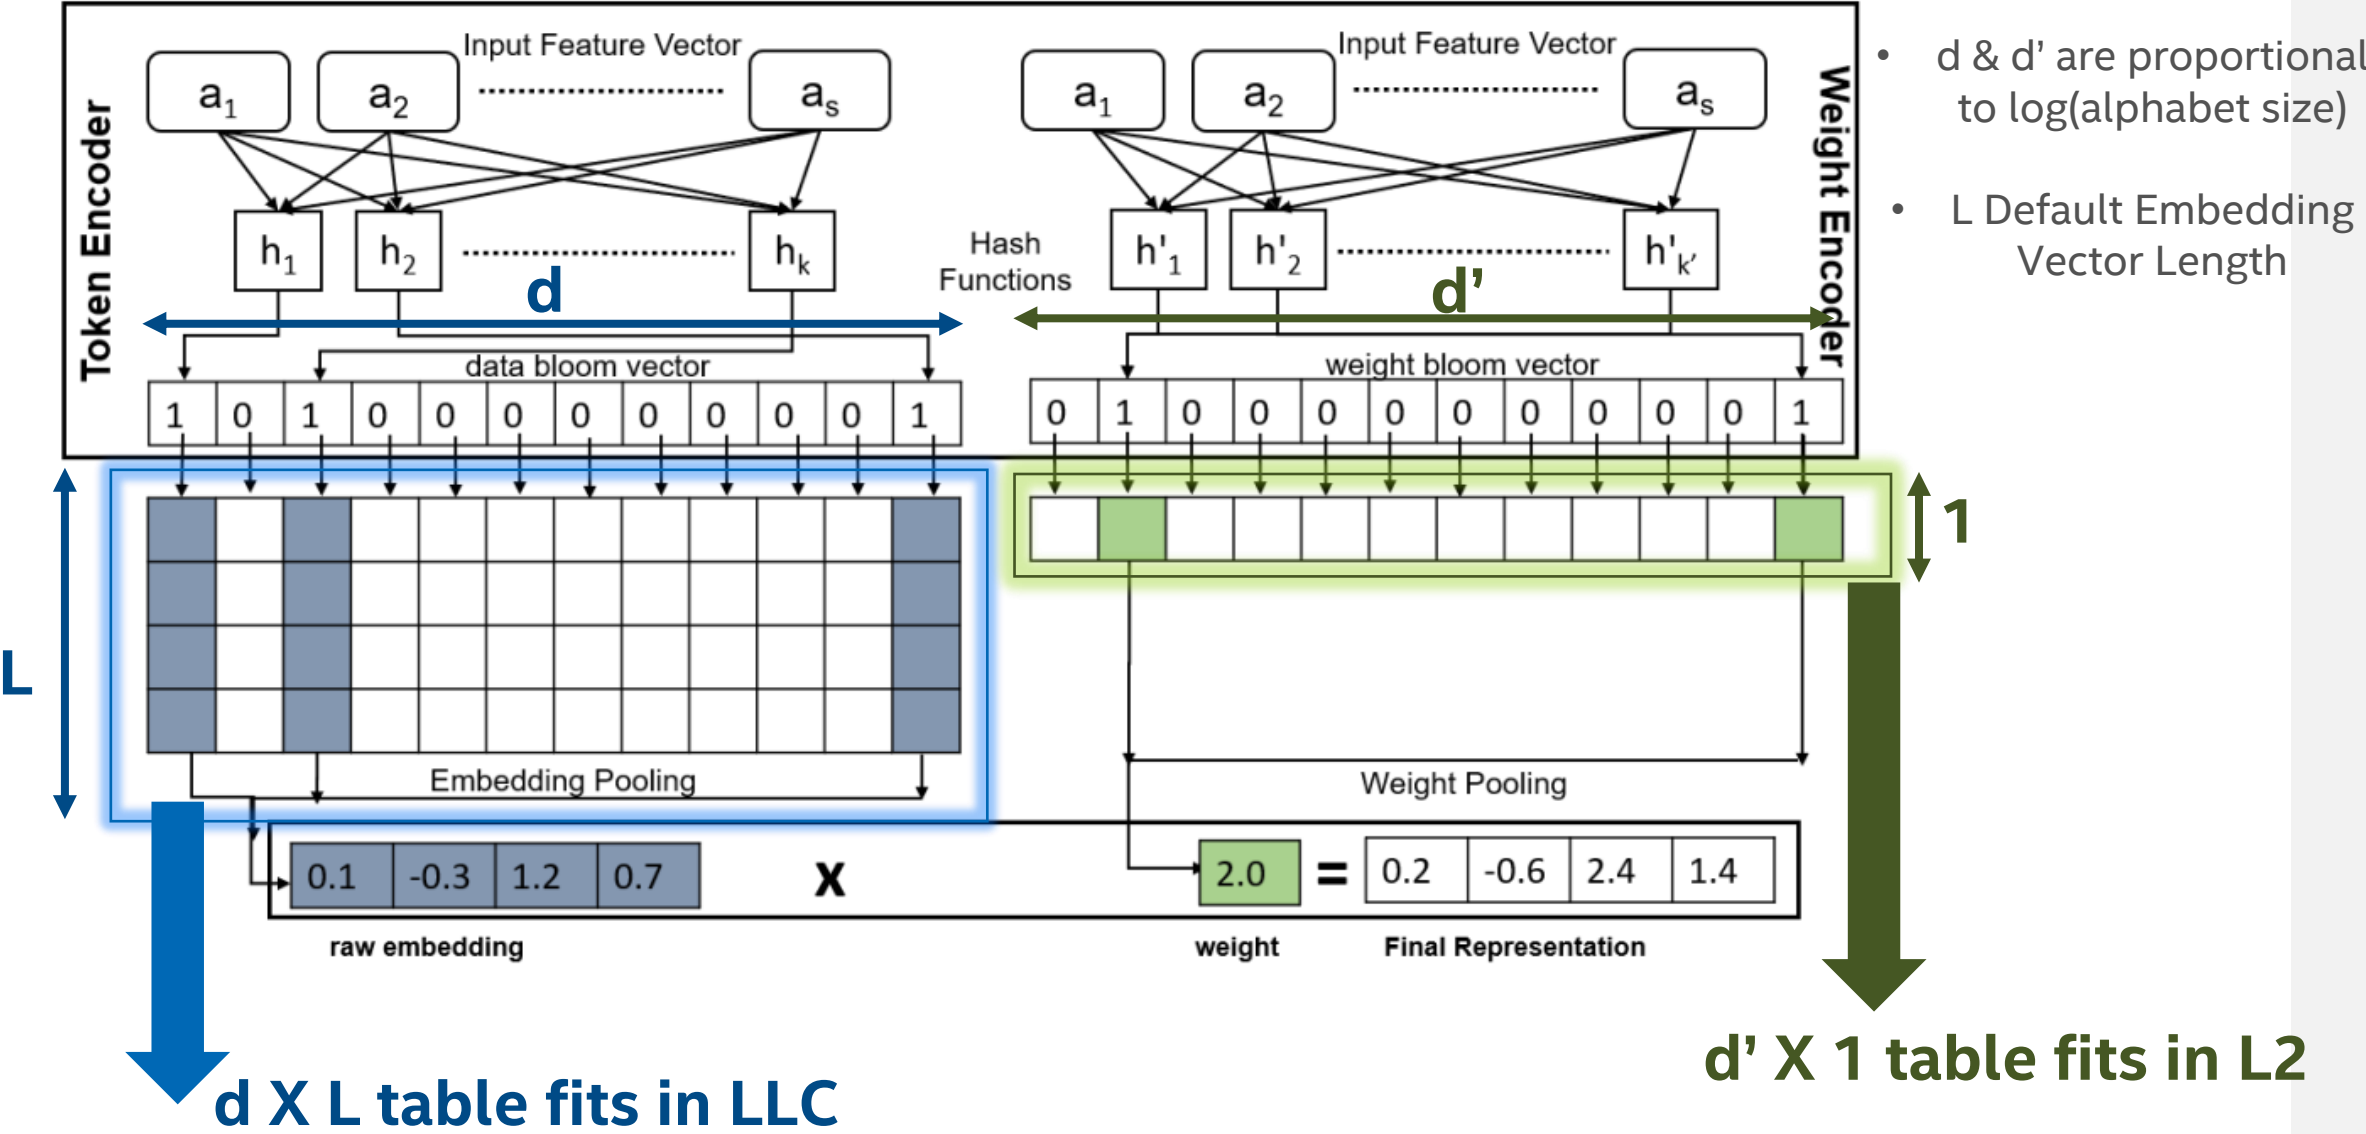 Token Encoder
Input Feature Vector
a1 a2 as
h1 h2 hk
d
data bloom vector
1 0 1 0 0 0 0 0 0 0 0 1
Hash
Functions
Input Feature Vector
a1 a2 as
h'1 h'2 h'k'
d’
weight bloom vector
0 1 0 0 0 0 0 0 0 0 0 1
Weight Encoder
• d & d’ are proportional
to log(alphabet size)
• L Default Embedding
Vector Length
L
1
Embedding Pooling
Weight Pooling
0.1 -0.3 1.2 0.7 X 2.0 = 0.2 -0.6 2.4 1.4
raw embedding weight Final Representation
d X L table fits in LLC
d’ X 1 table fits in L2